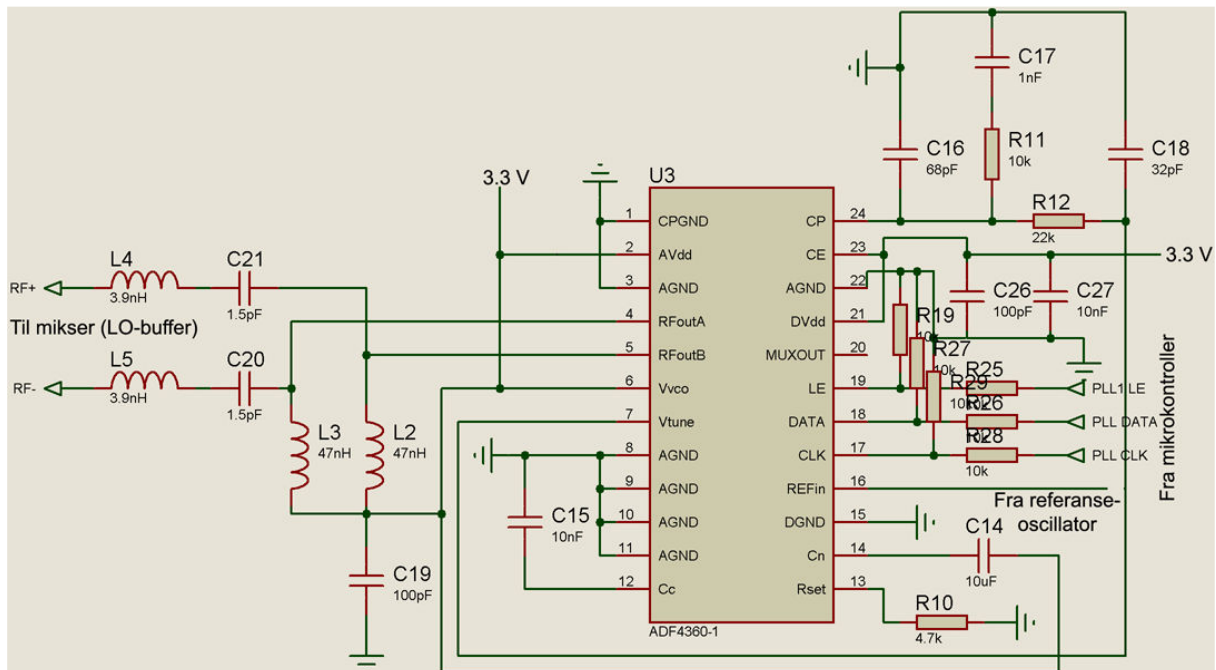 C17
1nF
C16
68pF
R11
10k
C18
32pF
3.3 V
U3
R12
22k
1 CPGND CP 24
2 AVdd CE 23
3.3 V
3 AGND AGND 22
4 RFoutA DVdd 21
5 RFoutB MUXOUT 20
6 Vvco LE 19
7 Vtune DATA 18
8 AGND CLK 17
9 AGND REFin 16
10 AGND DGND 15
11 AGND Cn 14
12 Cc Rset 13
ADF4360-1
L4
3.9nH
C21
1.5pF
RF+
Til mikser (LO-buffer)
RF-
L5
3.9nH
C20
1.5pF
L3
47nH
L2
47nH
C19
100pF
C15
10nF
C26
100pF
C27
10nF
R19
R27
R29
R25
PLL1 LE
R26
PLL DATA
R28
10k
PLL CLK
Fra mikrokontroller
Fra referanse-
oscillator
C14
10uF
R10
4.7k